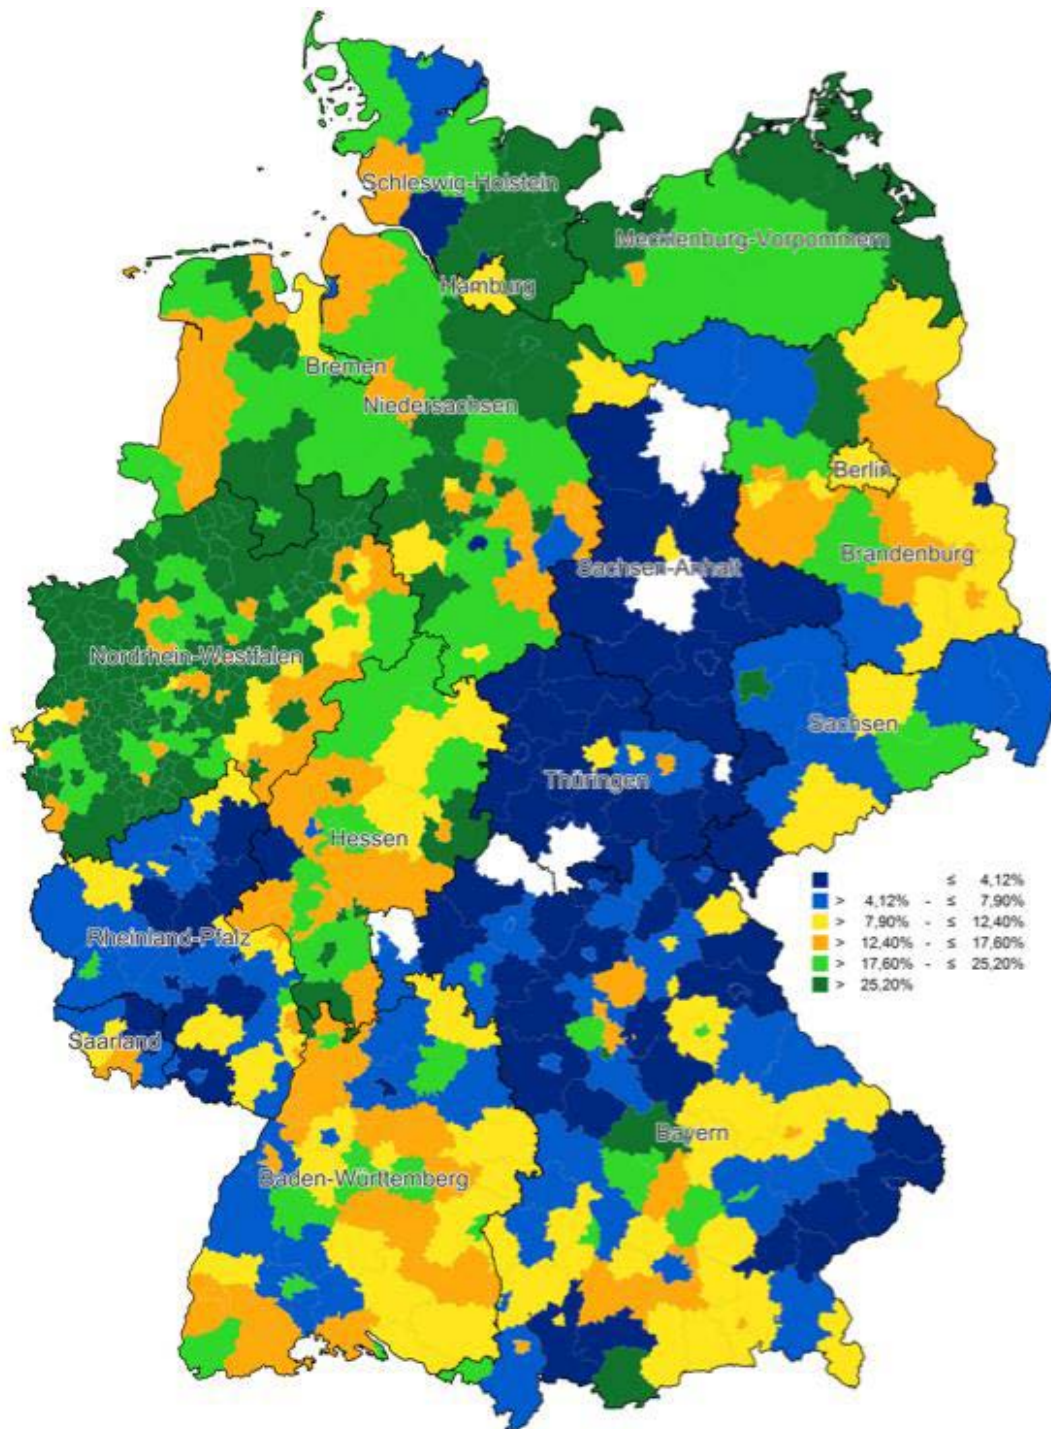 Schleswig-Holstein
Mecklenburg-Vorpommern
Hamburg
Bremen
Niedersachsen
Berlin
Brandenburg
Sachsen-Anhalt
Nordrhein-Westfalen
Sachsen
Thüringen
Hessen
≤ 4,12%
> 4,12% - ≤ 7,90%
> 7,90% - ≤ 12,40%
> 12,40% - ≤ 17,60%
> 17,60% - ≤ 25,20%
> 25,20%
Rheinland-Pfalz
Saarland
Bayern
Baden-Württemberg